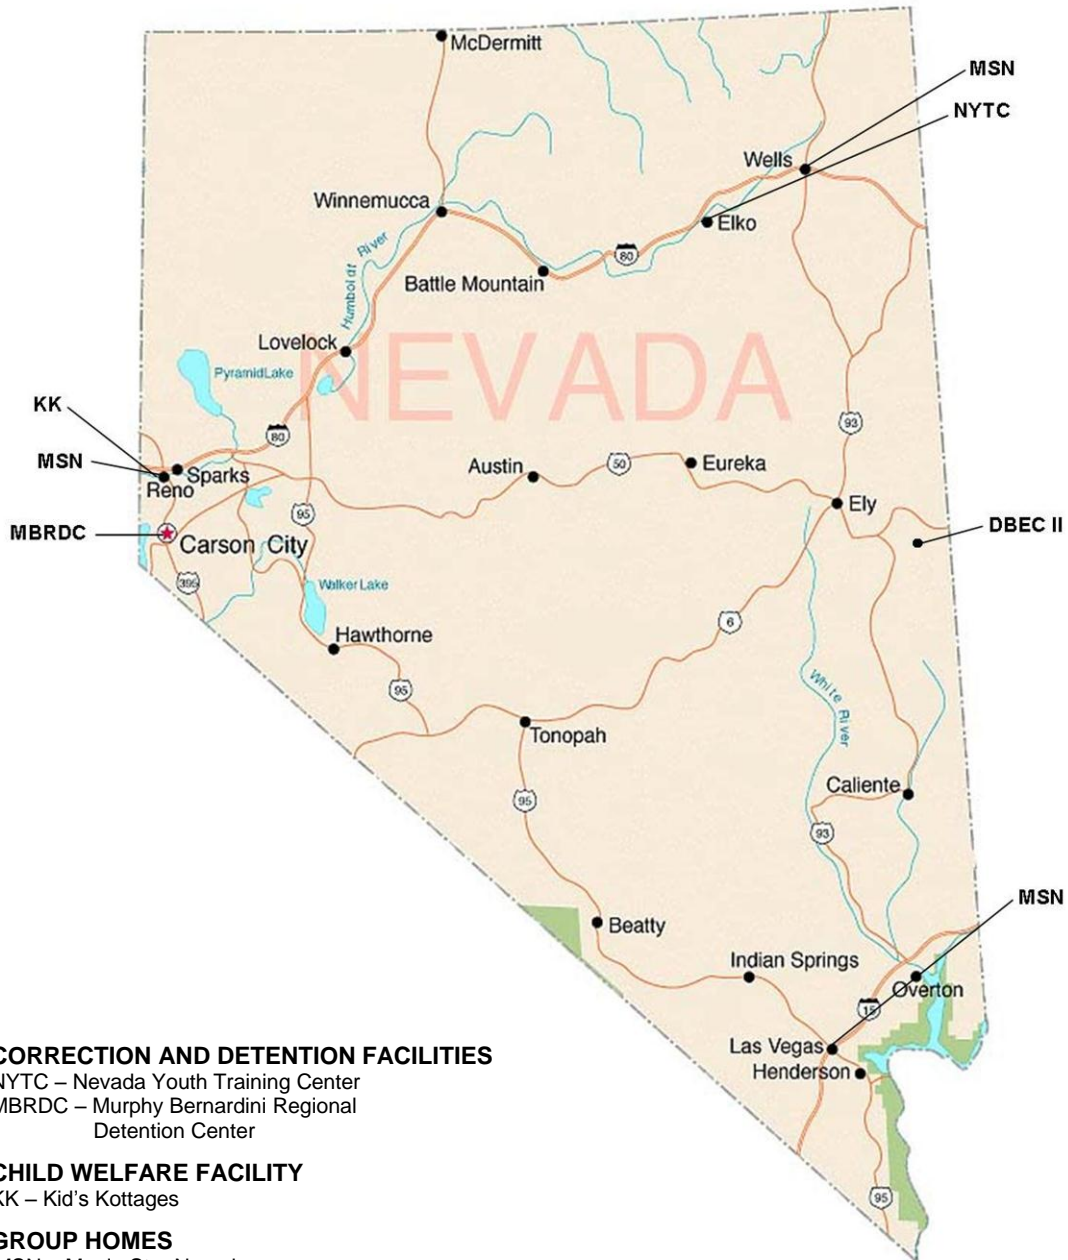 McDermitt
MSN
NYTC
Wells
Winnemucca
Elko
Humboldt River
80
Battle Mountain
NEVADA
Lovelock
PyramidLake
KK
80
93
MSN
Sparks
Reno
Austin
50
Eureka
Ely
95
MBRDC
Carson City
DBEC II
395
Walker Lake
6
Hawthorne
95
White River
Tonopah
Caliente
95
93
MSN
Beatty
Indian Springs
Overton
15
Las Vegas
Henderson
95
CORRECTION AND DETENTION FACILITIES
NYTC – Nevada Youth Training Center
MBRDC – Murphy Bernardini Regional
Detention Center
CHILD WELFARE FACILITY
KK – Kid's Kottages
GROUP HOMES